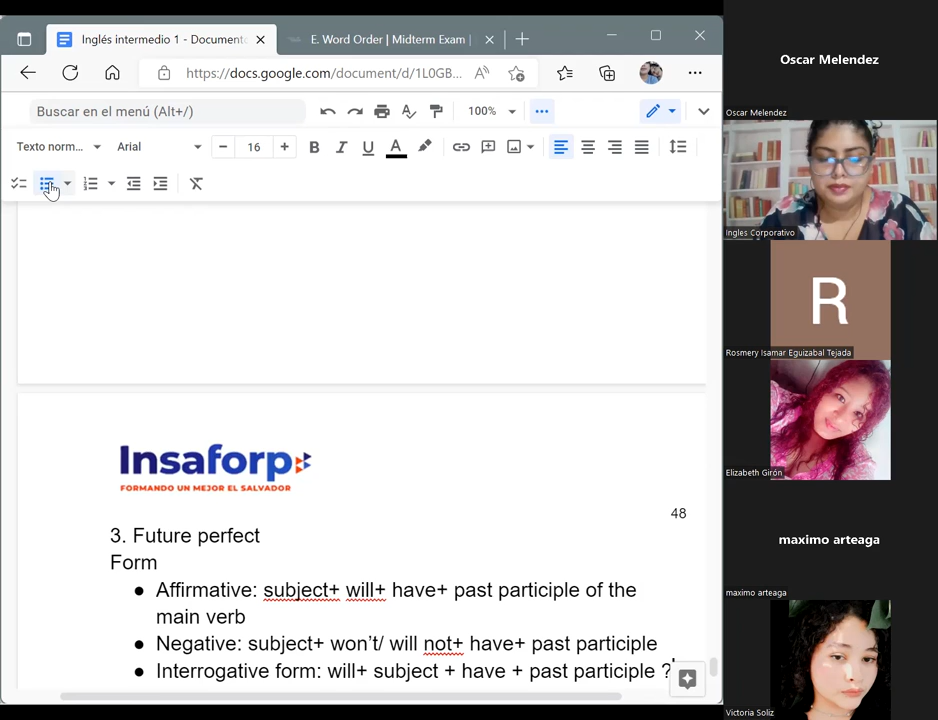 Inglés intermedio 1 - Document
E. Word Order | Midterm Exam |
https://docs.google.com/document/d/1L0GB...
Buscar en el menú (Alt+/)
100%
Texto norm...
Arial
16
Insaforp
FORMANDO UN MEJOR EL SALVADOR
48
3. Future perfect
Form
● Affirmative: subject+ will+ have+ past participle of the
main verb
● Negative: subject+ won't/ will not+ have+ past participle
● Interrogative form: will+ subject + have + past participle ?
Oscar Melendez
Oscar Melendez
Ingles Corporativo
R
Rosmery Isamar Eguizabal Tejada
Elizabeth Girón
maximo arteaga
maximo arteaga
Victoria Soliz